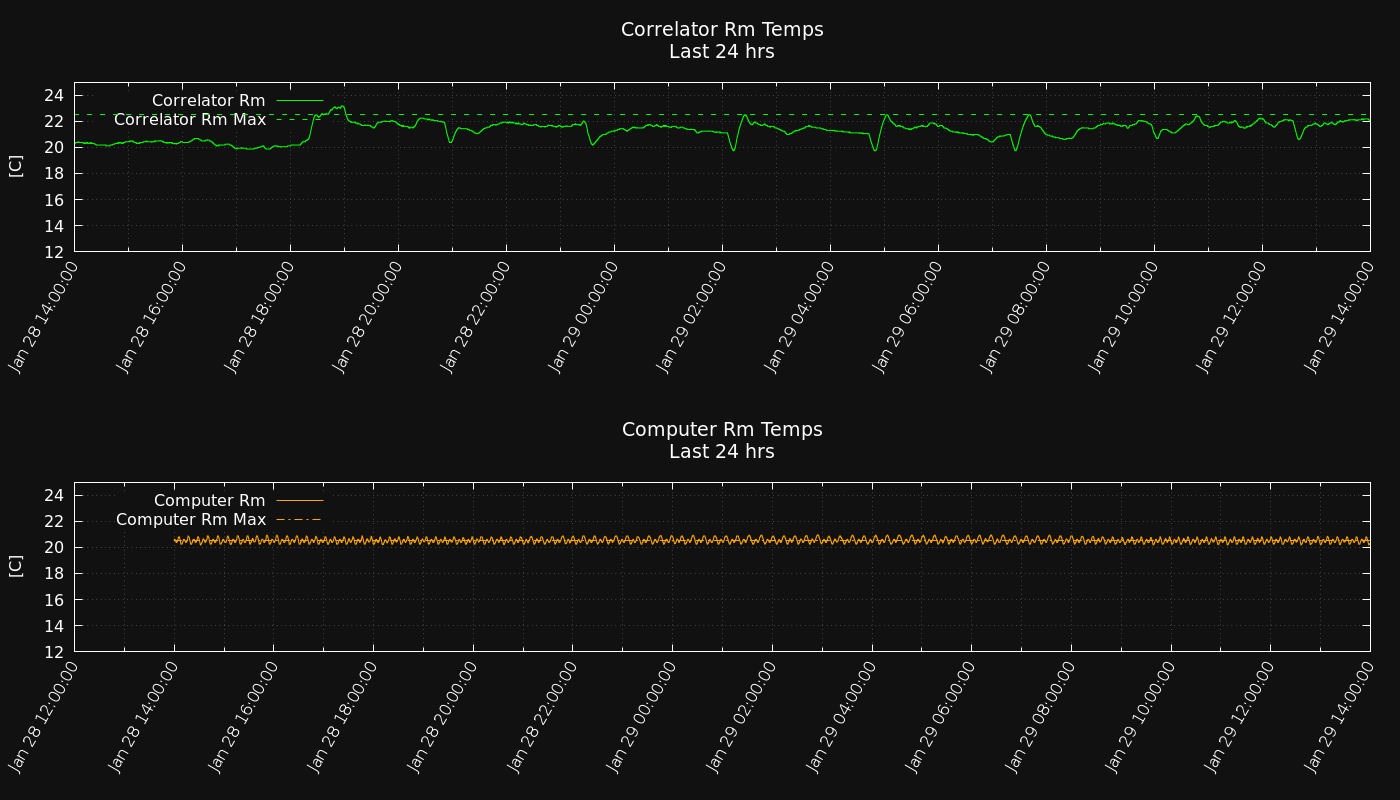 Correlator Rm Temps
Last 24 hrs
24
22
20
18
16
14
12
[C]
Correlator Rm
Correlator Rm Max
Jan 28 14:00:00
Jan 28 16:00:00
Jan 28 18:00:00
Jan 28 20:00:00
Jan 28 22:00:00
Jan 29 00:00:00
Jan 29 02:00:00
Jan 29 04:00:00
Jan 29 06:00:00
Jan 29 08:00:00
Jan 29 10:00:00
Jan 29 12:00:00
Jan 29 14:00:00
Computer Rm Temps
Last 24 hrs
24
22
20
18
16
14
12
[C]
Computer Rm
Computer Rm Max
Jan 28 12:00:00
Jan 28 14:00:00
Jan 28 16:00:00
Jan 28 18:00:00
Jan 28 20:00:00
Jan 28 22:00:00
Jan 29 00:00:00
Jan 29 02:00:00
Jan 29 04:00:00
Jan 29 06:00:00
Jan 29 08:00:00
Jan 29 10:00:00
Jan 29 12:00:00
Jan 29 14:00:00